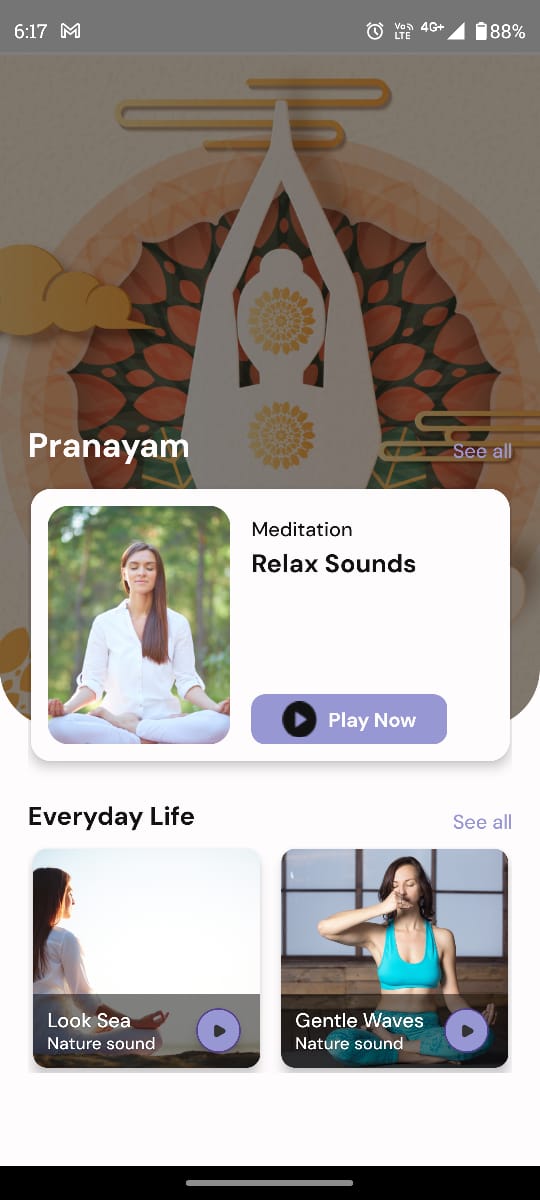 6:17
Vo))
LTE
4G+
88%
Pranayam
See all
Meditation
Relax Sounds
Play Now
Everyday Life
See all
Look Sea
Nature sound
Gentle Waves
Nature sound